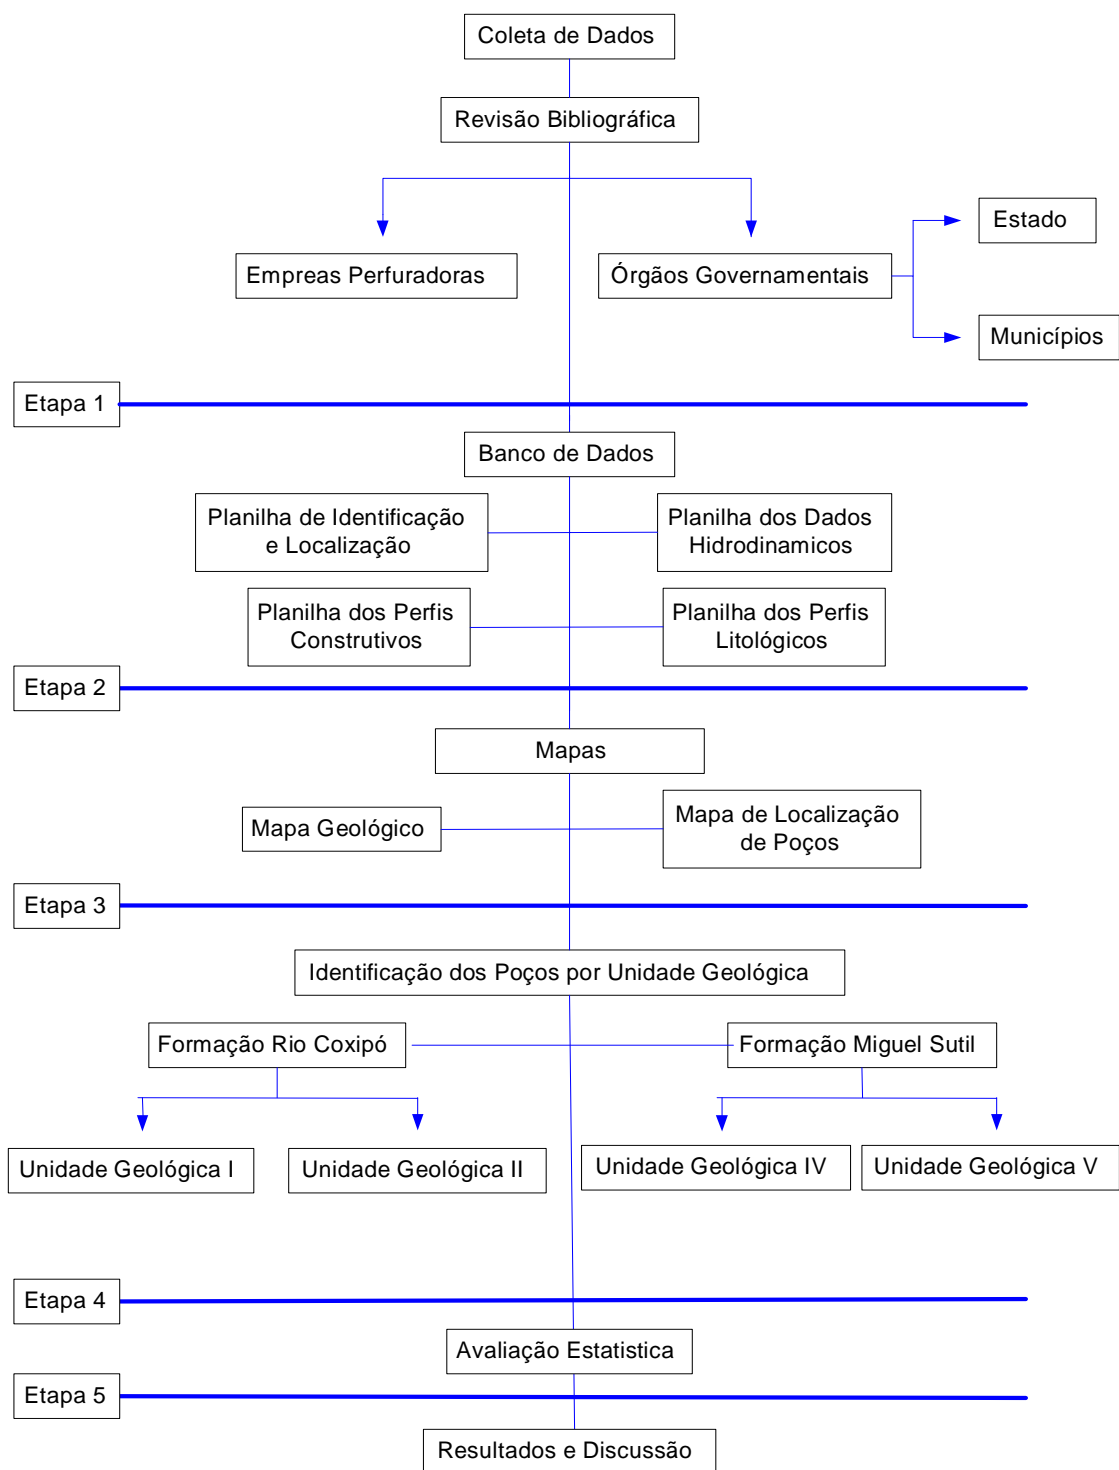 Coleta de Dados
Revisão Bibliográfica
Estado
Empreas Perfuradoras
Órgãos Governamentais
Municípios
Etapa 1
Banco de Dados
Planilha de Identificação
e Localização
Planilha dos Dados
Hidrodinamicos
Planilha dos Perfis
Construtivos
Planilha dos Perfis
Litológicos
Etapa 2
Mapas
Mapa Geológico
Mapa de Localização
de Poços
Etapa 3
Identificação dos Poços por Unidade Geológica
Formação Rio Coxipó
Formação Miguel Sutil
Unidade Geológica I
Unidade Geológica II
Unidade Geológica IV
Unidade Geológica V
Etapa 4
Avaliação Estatistica
Etapa 5
Resultados e Discussão